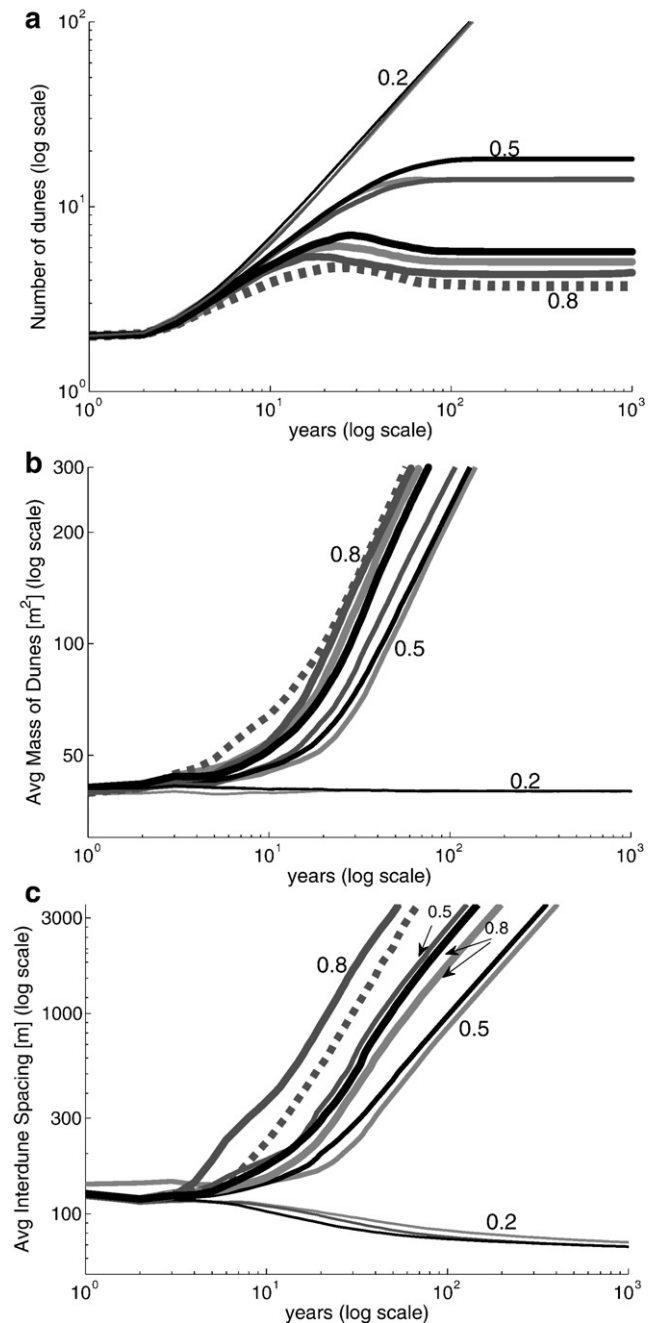 a
10^2
10^1
10^0
Number of dunes (log scale)
0.2
0.5
0.8
10^0 10^1 10^2 10^3
years (log scale)
b
300
200
100
50
Avg Mass of Dunes [m^2] (log scale)
0.8
0.5
0.2
10^0 10^1 10^2 10^3
years (log scale)
c
3000
1000
300
100
Avg Interdune Spacing [m] (log scale)
0.5
0.8
0.8
0.5
0.2
10^0 10^1 10^2 10^3
years (log scale)